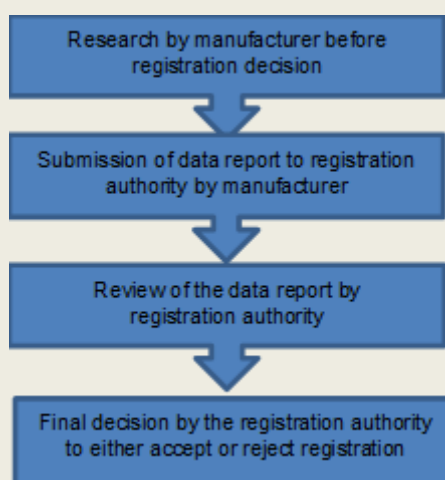 Research by manufacturer before
registration decision
Submission of data report to registration
authority by manufacturer
Review of the data report by
registration authority
Final decision by the registration authority
to either accept or reject registration